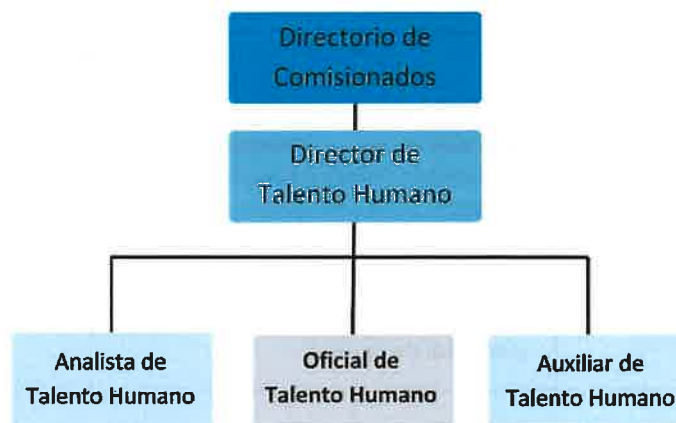 Directorio de
Comisionados
Director de
Talento Humano
Analista de
Talento Humano
Oficial de
Talento Humano
Auxiliar de
Talento Humano